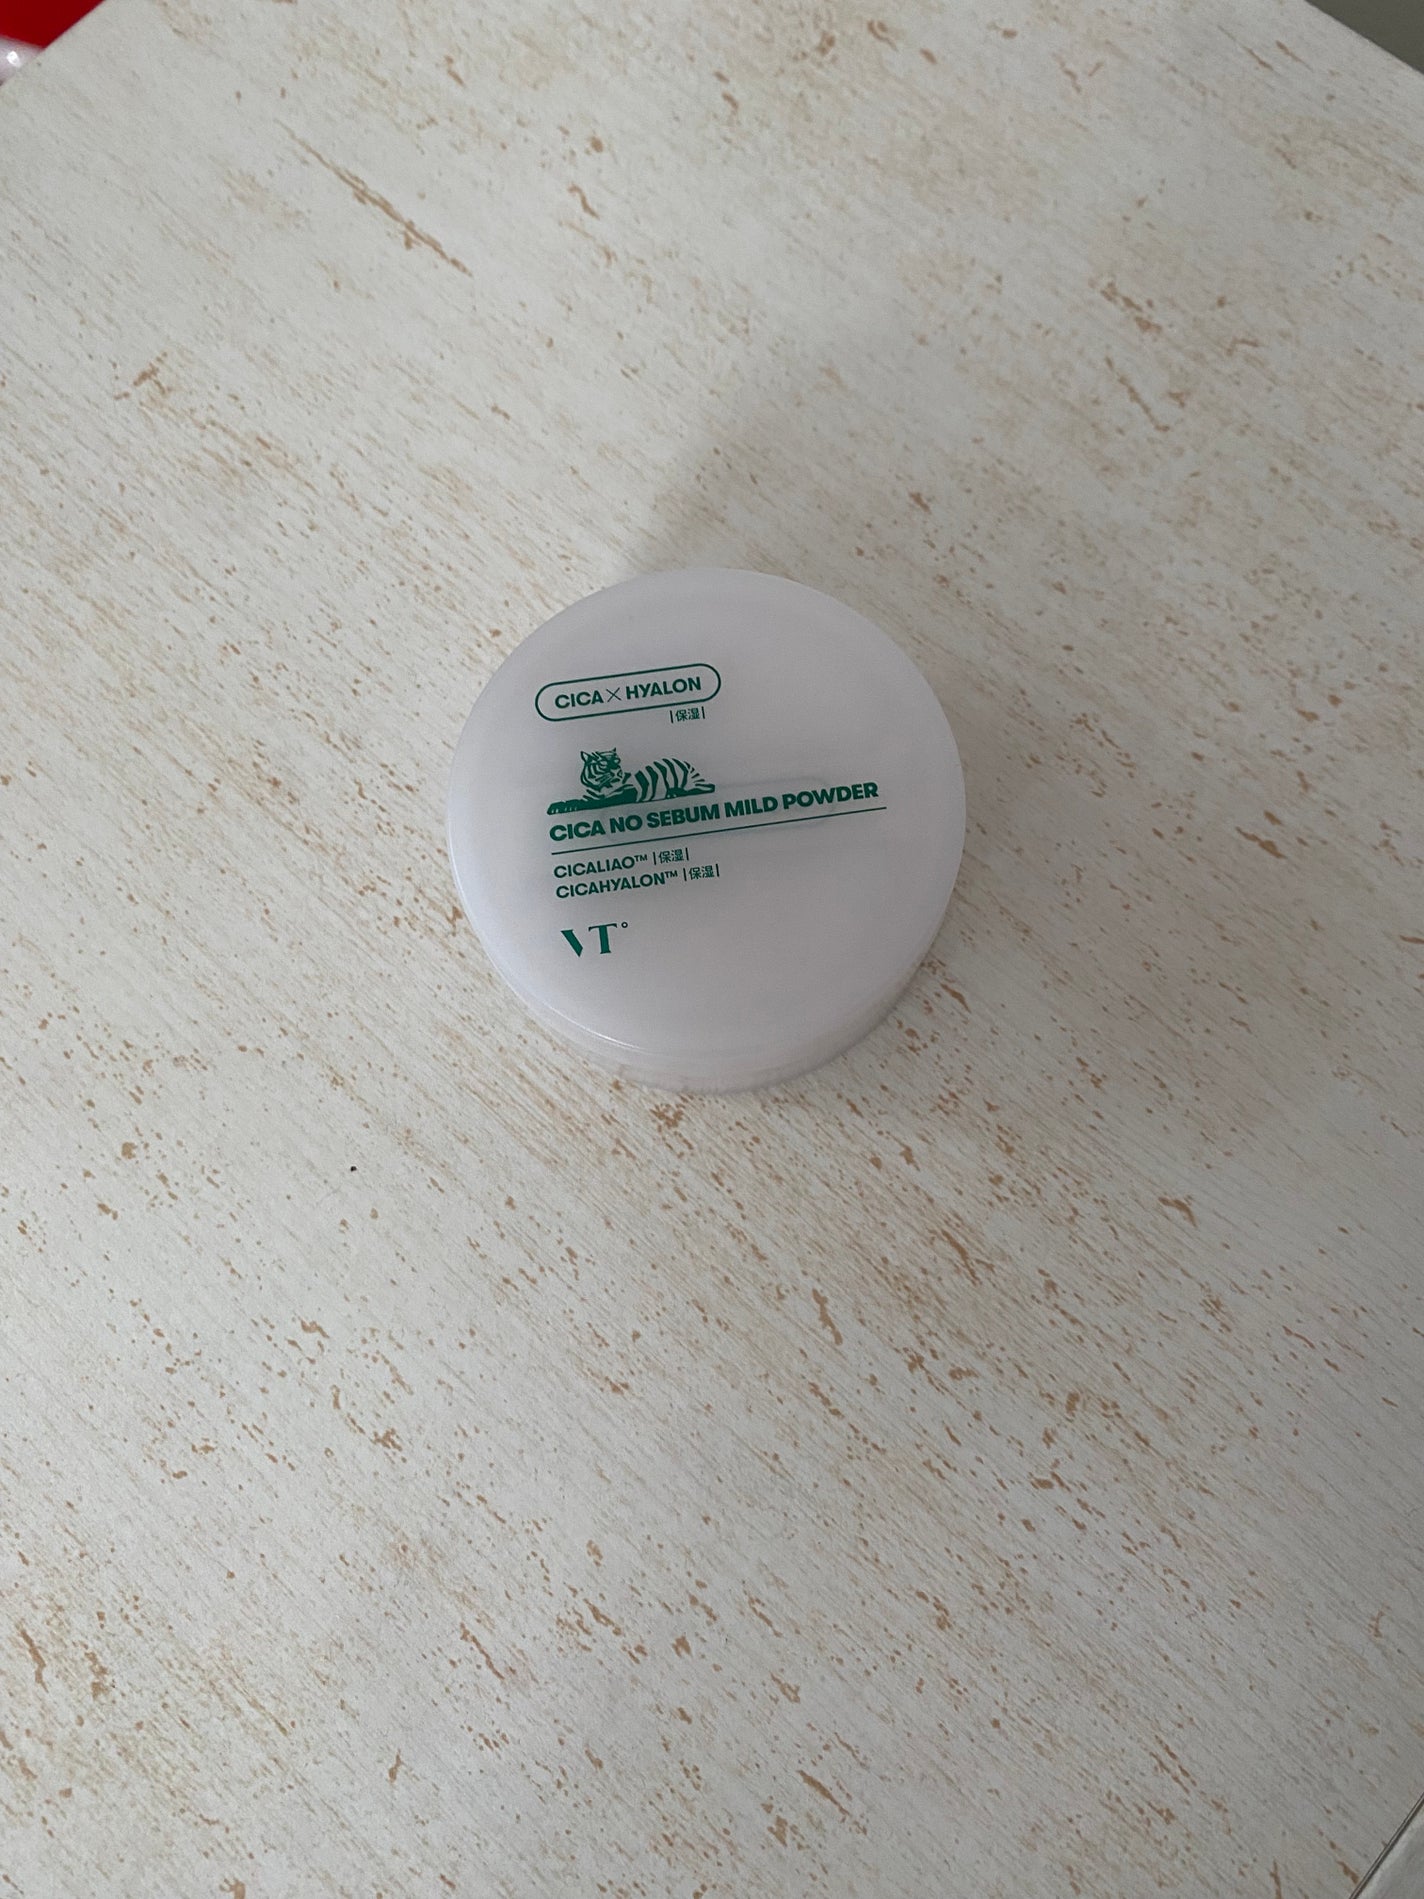 CICA×HYALON
|保湿|
CICA NO SEBUM MILD POWDER
CICALIAO™ |保湿|
CICAHYALON™ |保湿|
VT°